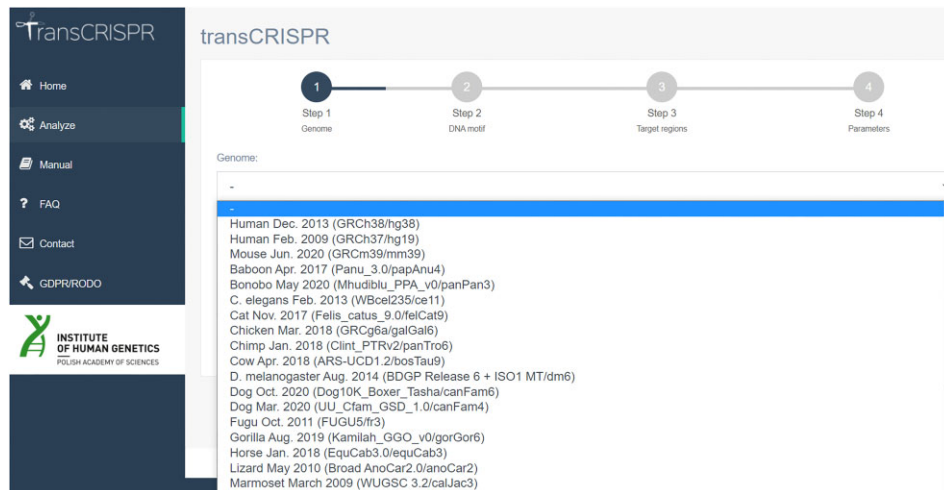 TransCRISPR
Home
Analyze
Manual
? FAQ
Contact
GDPR/RODO
INSTITUTE
OF HUMAN GENETICS
POLISH ACADEMY OF SCIENCES
transCRISPR
1
2
3
4
Step 1
Step 2
Step 3
Step 4
Genome
DNA motif
Target regions
Parameters
Genome:
-
-
Human Dec. 2013 (GRCh38/hg38)
Human Feb. 2009 (GRCh37/hg19)
Mouse Jun. 2020 (GRCm39/mm39)
Baboon Apr. 2017 (Panu_3.0/papAnu4)
Bonobo May 2020 (Mhudiblu_PPA_v0/panPan3)
C. elegans Feb. 2013 (WBcel235/ce11)
Cat Nov. 2017 (Felis_catus_9.0/felCat9)
Chicken Mar. 2018 (GRCg6a/galGal6)
Chimp Jan. 2018 (Clint_PTRv2/panTro6)
Cow Apr. 2018 (ARS-UCD1.2/bosTau9)
D. melanogaster Aug. 2014 (BDGP Release 6 + ISO1 MT/dm6)
Dog Oct. 2020 (Dog10K_Boxer_Tasha/canFam6)
Dog Mar. 2020 (UU_Cfam_GSD_1.0/canFam4)
Fugu Oct. 2011 (FUGU5/fr3)
Gorilla Aug. 2019 (Kamilah_GGO_v0/gorGor6)
Horse Jan. 2018 (EquCab3.0/equCab3)
Lizard May 2010 (Broad AnoCar2.0/anoCar2)
Marmoset March 2009 (WUGSC 3.2/calJac3)